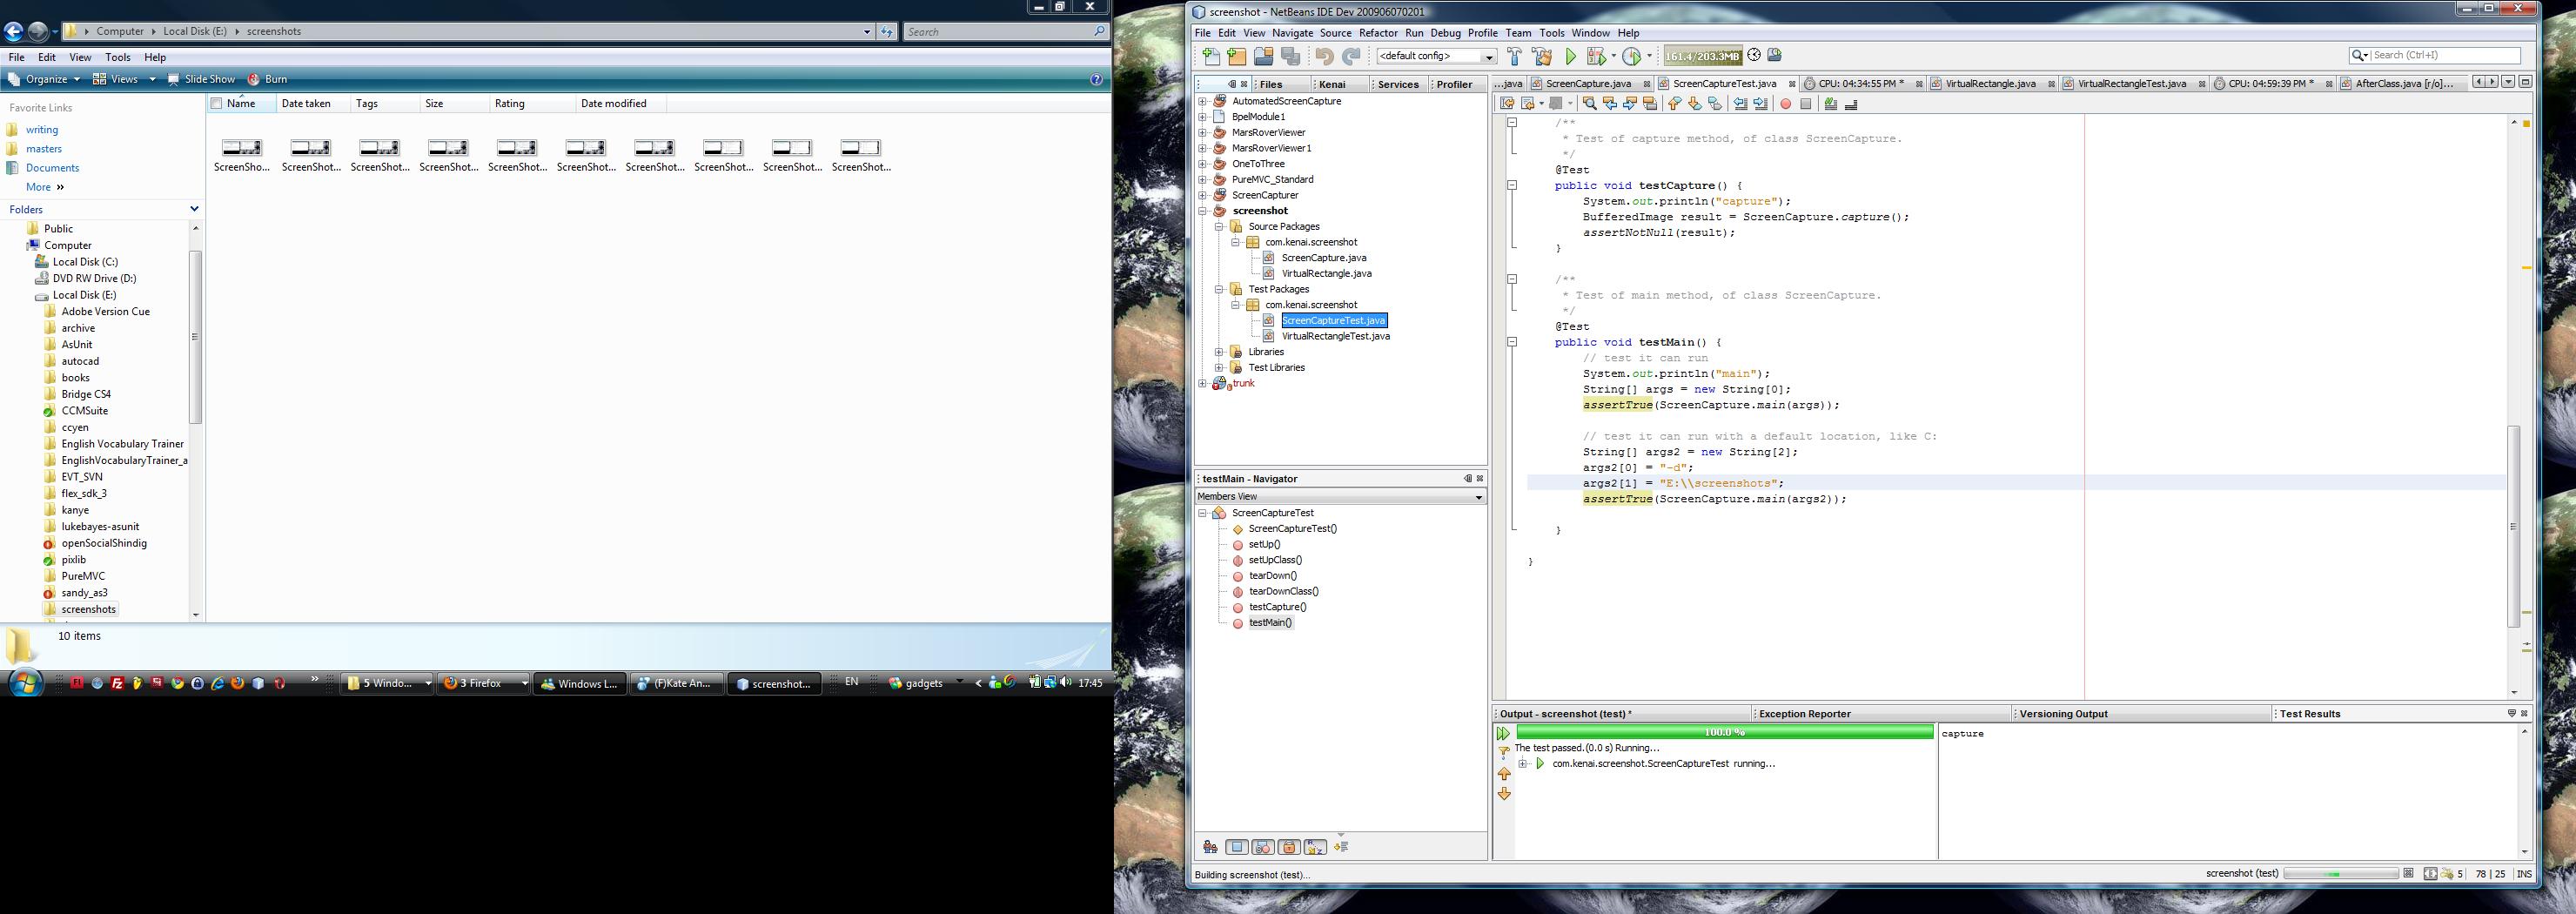 Computer Local Disk (E:) screenshots
Search
File Edit View Tools Help
Organize Views Slide Show Burn
Favorite Links
writing
masters
Documents
More »
Folders
Public
Computer
Local Disk (C:)
DVD RW Drive (D:)
Local Disk (E:)
Adobe Version Cue
archive
AsUnit
autocad
books
Bridge CS4
CCMSuite
ccyen
English Vocabulary Trainer
EnglishVocabularyTrainer_a
EVT_SVN
flex_sdk_3
kanye
lukebayes-asunit
openSocialShindig
pixlib
PureMVC
sandy_as3
screenshots
Name Date taken Tags Size Rating Date modified
ScreenSho... ScreenShot... ScreenShot... ScreenShot... ScreenShot... ScreenShot... ScreenShot... ScreenShot... ScreenShot... ScreenShot...
10 items
5 Windo... 3 Firefox Windows L... (F)Kate An... screenshot... EN gadgets 17:45
screenshot - NetBeans IDE Dev 200906070201
File Edit View Navigate Source Refactor Run Debug Profile Team Tools Window Help
<default config> 161.4/203.3MB Search (Ctrl+I)
Files Kenai Services Profiler
AutomatedScreenCapture
BpelModule1
MarsRoverViewer
MarsRoverViewer1
OneToThree
PureMVC_Standard
ScreenCapturer
screenshot
Source Packages
com.kenai.screenshot
ScreenCapture.java
VirtualRectangle.java
Test Packages
com.kenai.screenshot
ScreenCaptureTest.java
VirtualRectangleTest.java
Libraries
Test Libraries
trunk
testMain - Navigator
Members View
ScreenCaptureTest
ScreenCaptureTest()
setUp()
setUpClass()
tearDown()
tearDownClass()
testCapture()
testMain()
...java ScreenCapture.java ScreenCaptureTest.java CPU: 04:34:55 PM * VirtualRectangle.java VirtualRectangleTest.java CPU: 04:59:39 PM * AfterClass.java [r/o]...
/**
* Test of capture method, of class ScreenCapture.
*/
@Test
public void testCapture() {
System.out.println("capture");
BufferedImage result = ScreenCapture.capture();
assertNotNull(result);
}
/**
* Test of main method, of class ScreenCapture.
*/
@Test
public void testMain() {
// test it can run
System.out.println("main");
String[] args = new String[0];
assertTrue(ScreenCapture.main(args));
// test it can run with a default location, like C:
String[] args2 = new String[2];
args2[0] = "-d";
args2[1] = "E:\\screenshots";
assertTrue(ScreenCapture.main(args2));
}
}
Output - screenshot (test) * Exception Reporter Versioning Output Test Results
100.0 %
The test passed.(0.0 s) Running...
com.kenai.screenshot.ScreenCaptureTest running...
capture
Building screenshot (test)...
screenshot (test) 5 78 | 25 INS